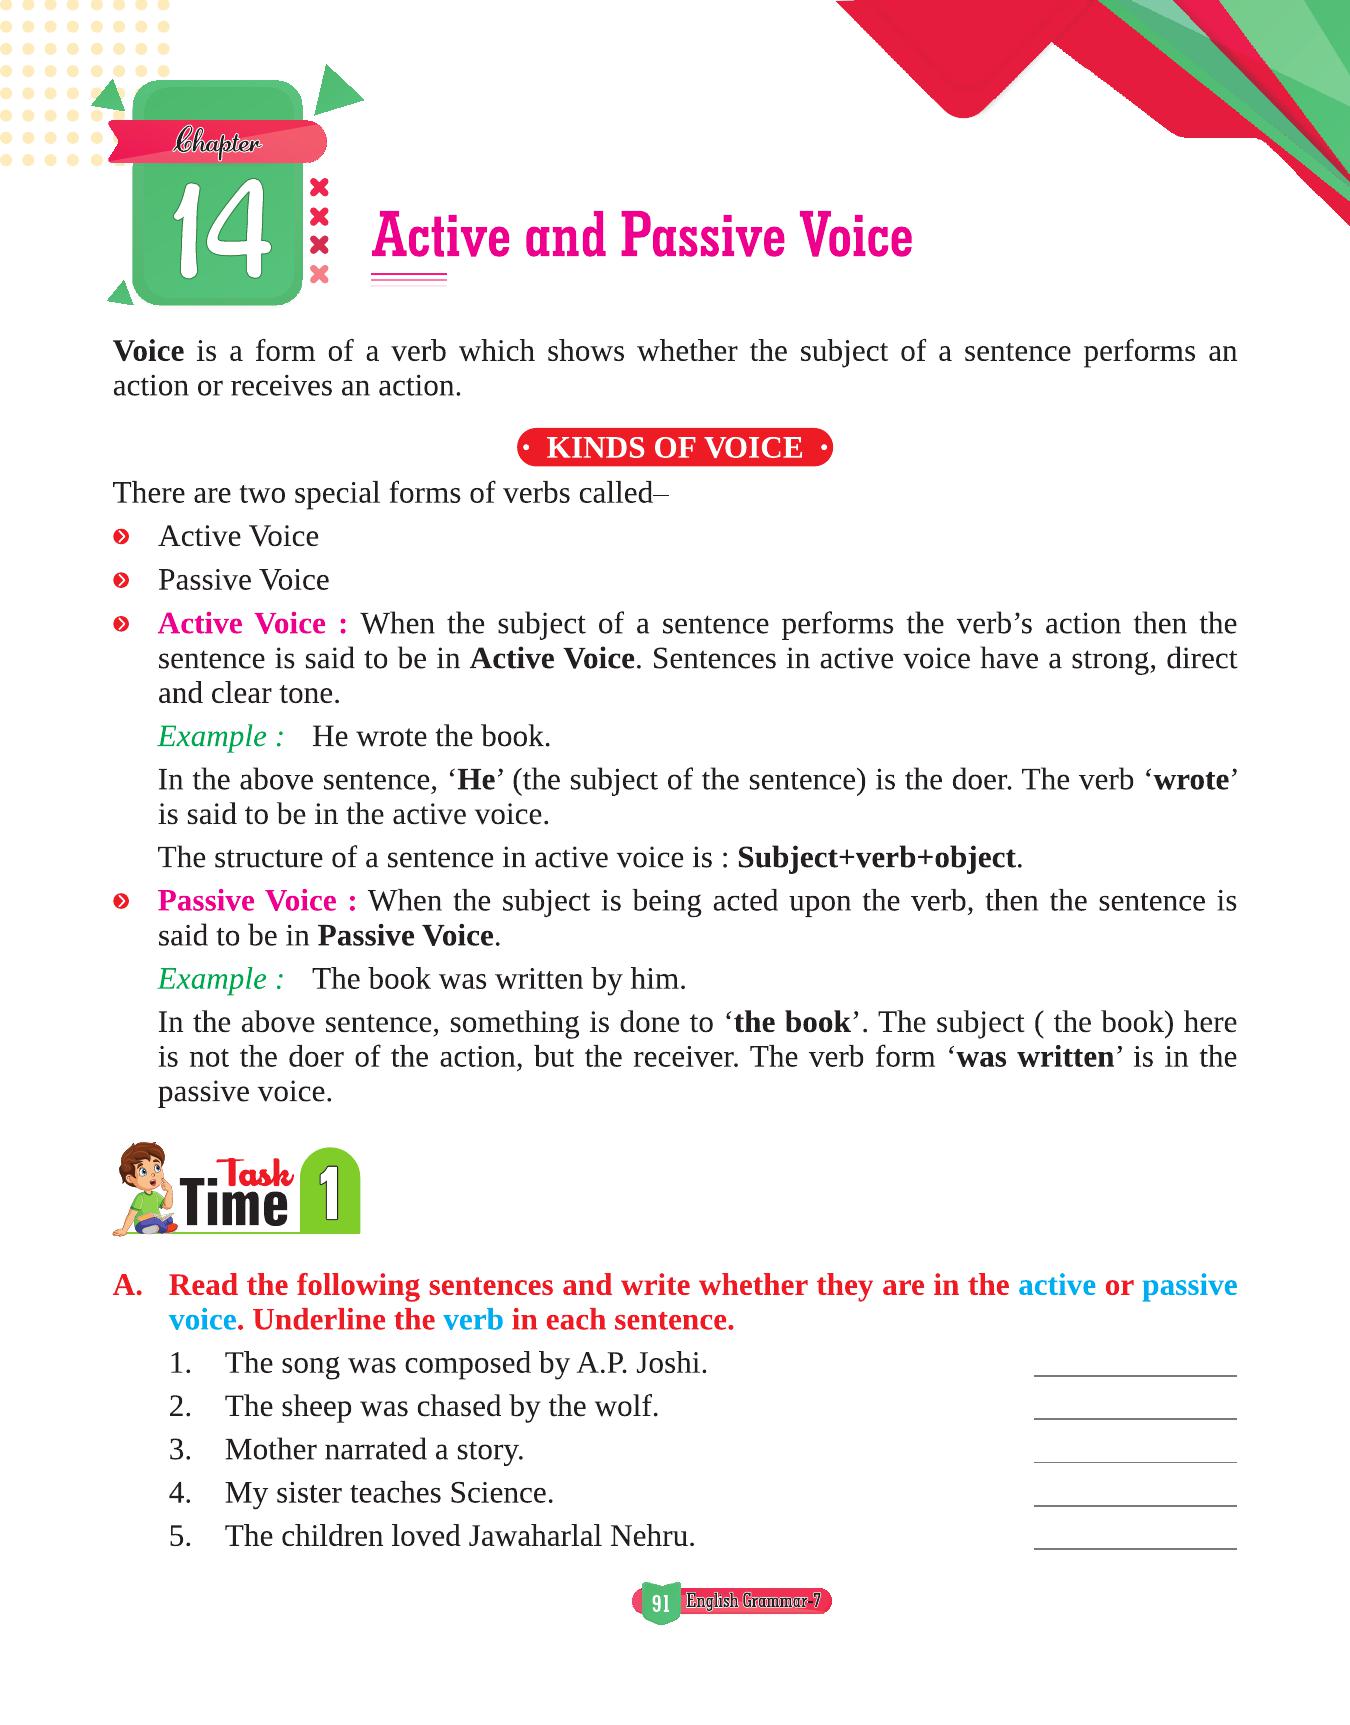 Chapter
14
Active and Passive Voice
Voice is a form of a verb which shows whether the subject of a sentence performs an
action or receives an action.
KINDS OF VOICE
There are two special forms of verbs called–
Active Voice
Passive Voice
Active Voice : When the subject of a sentence performs the verb’s action then the
sentence is said to be in Active Voice. Sentences in active voice have a strong, direct
and clear tone.
Example : He wrote the book.
In the above sentence, ‘He’ (the subject of the sentence) is the doer. The verb ‘wrote’
is said to be in the active voice.
The structure of a sentence in active voice is : Subject+verb+object.
Passive Voice : When the subject is being acted upon the verb, then the sentence is
said to be in Passive Voice.
Example : The book was written by him.
In the above sentence, something is done to ‘the book’. The subject ( the book) here
is not the doer of the action, but the receiver. The verb form ‘was written’ is in the
passive voice.
Task
Time 1
A. Read the following sentences and write whether they are in the active or passive
voice. Underline the verb in each sentence.
1. The song was composed by A.P. Joshi.
2. The sheep was chased by the wolf.
3. Mother narrated a story.
4. My sister teaches Science.
5. The children loved Jawaharlal Nehru.
91 English Grammar-7